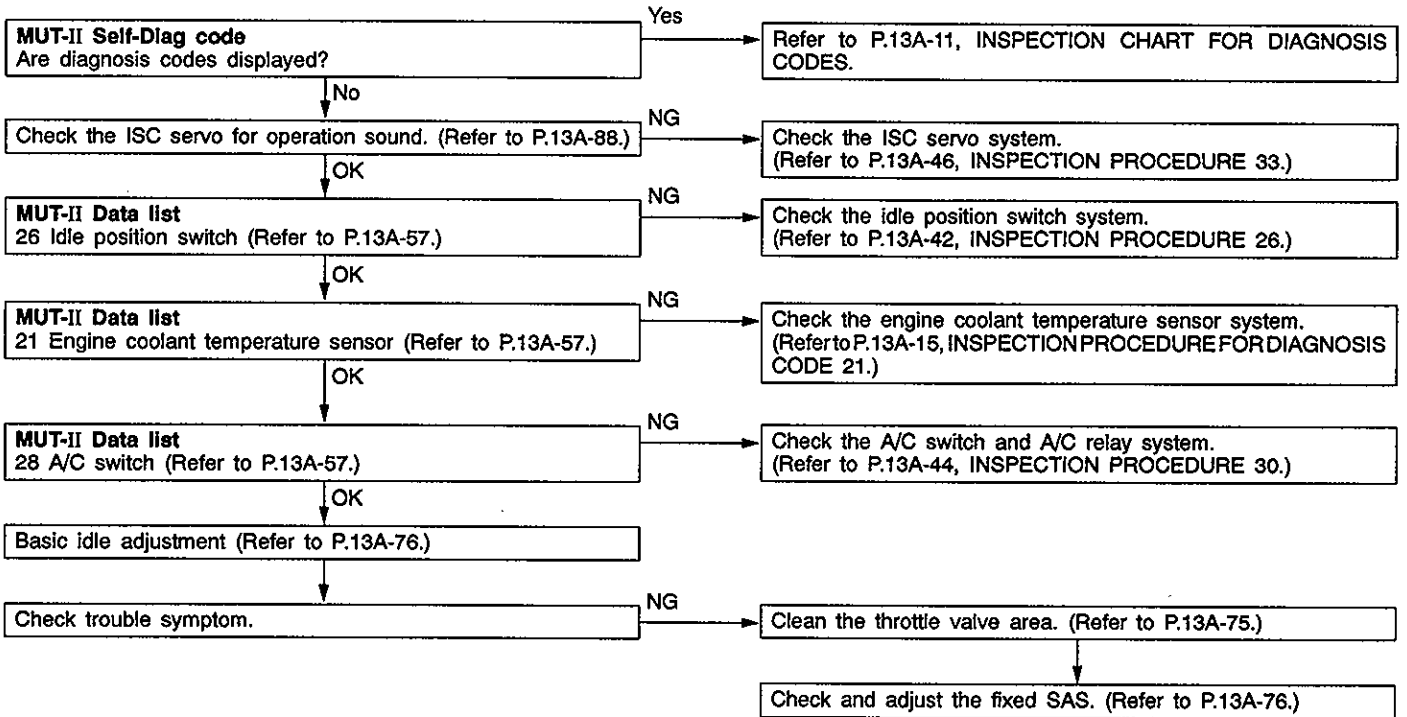 Yes
MUT-II Self-Diag code
Are diagnosis codes displayed?
Refer to P.13A-11, INSPECTION CHART FOR DIAGNOSIS
CODES.
No
NG
Check the ISC servo for operation sound. (Refer to P.13A-88.)
Check the ISC servo system.
(Refer to P.13A-46, INSPECTION PROCEDURE 33.)
OK
NG
MUT-II Data list
26 Idle position switch (Refer to P.13A-57.)
Check the idle position switch system.
(Refer to P.13A-42, INSPECTION PROCEDURE 26.)
OK
NG
MUT-II Data list
21 Engine coolant temperature sensor (Refer to P.13A-57.)
Check the engine coolant temperature sensor system.
(Refer to P.13A-15, INSPECTION PROCEDURE FOR DIAGNOSIS
CODE 21.)
OK
NG
MUT-II Data list
28 A/C switch (Refer to P.13A-57.)
Check the A/C switch and A/C relay system.
(Refer to P.13A-44, INSPECTION PROCEDURE 30.)
OK
Basic idle adjustment (Refer to P.13A-76.)
NG
Check trouble symptom.
Clean the throttle valve area. (Refer to P.13A-75.)
Check and adjust the fixed SAS. (Refer to P.13A-76.)